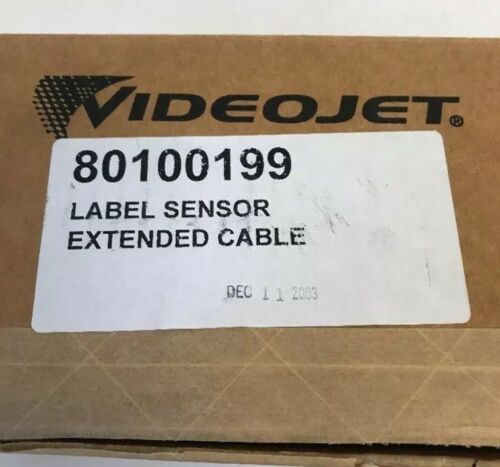 VIDEOJET®
80100199
LABEL SENSOR
EXTENDED CABLE
DEC 11 2003